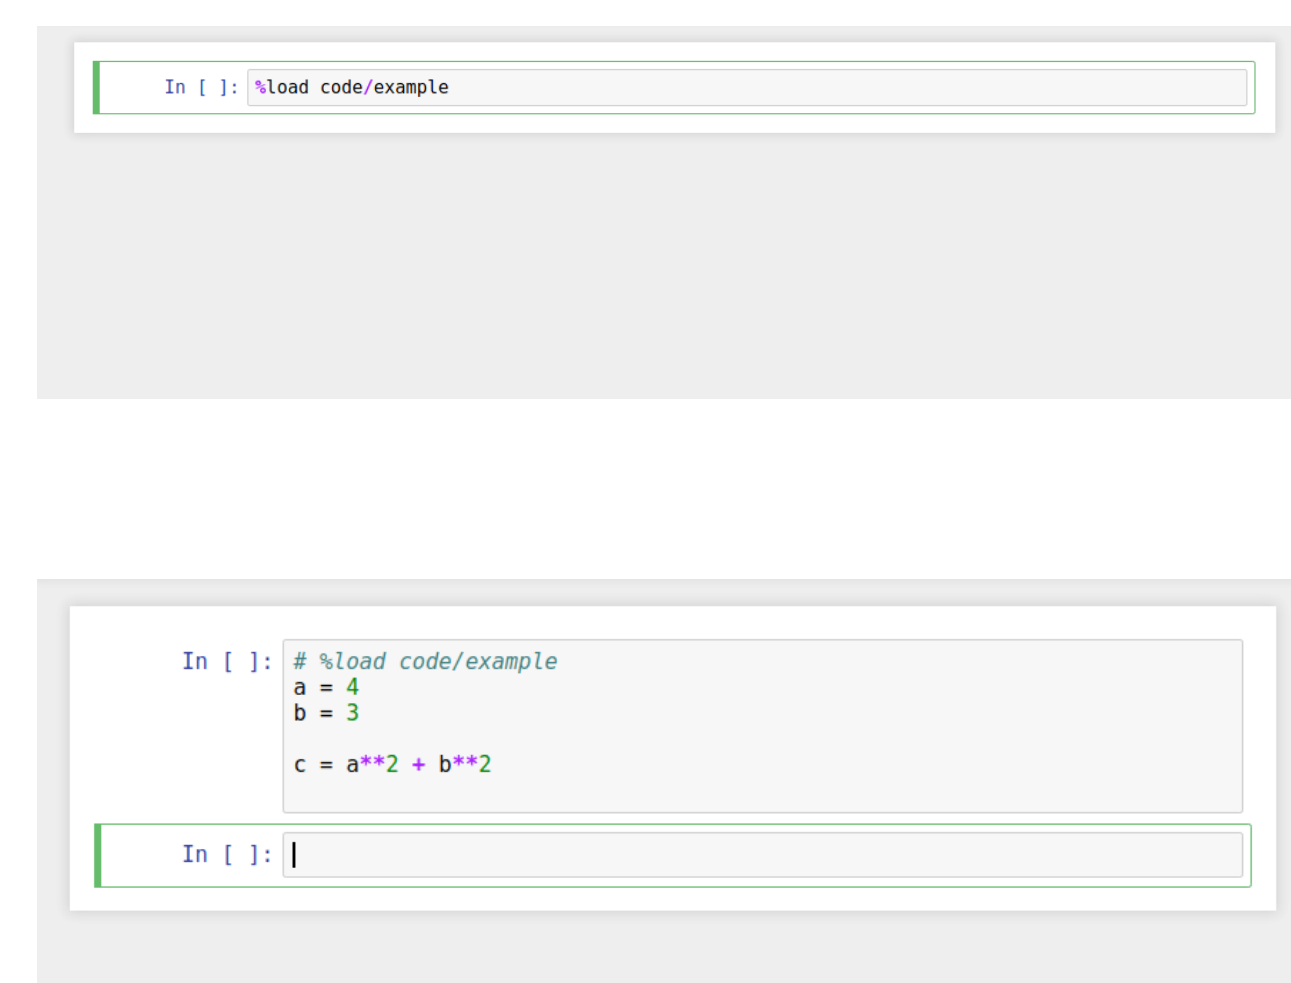 In [ ]: %load code/example
In [ ]: # %load code/example
a = 4
b = 3
c = a**2 + b**2
In [ ]: